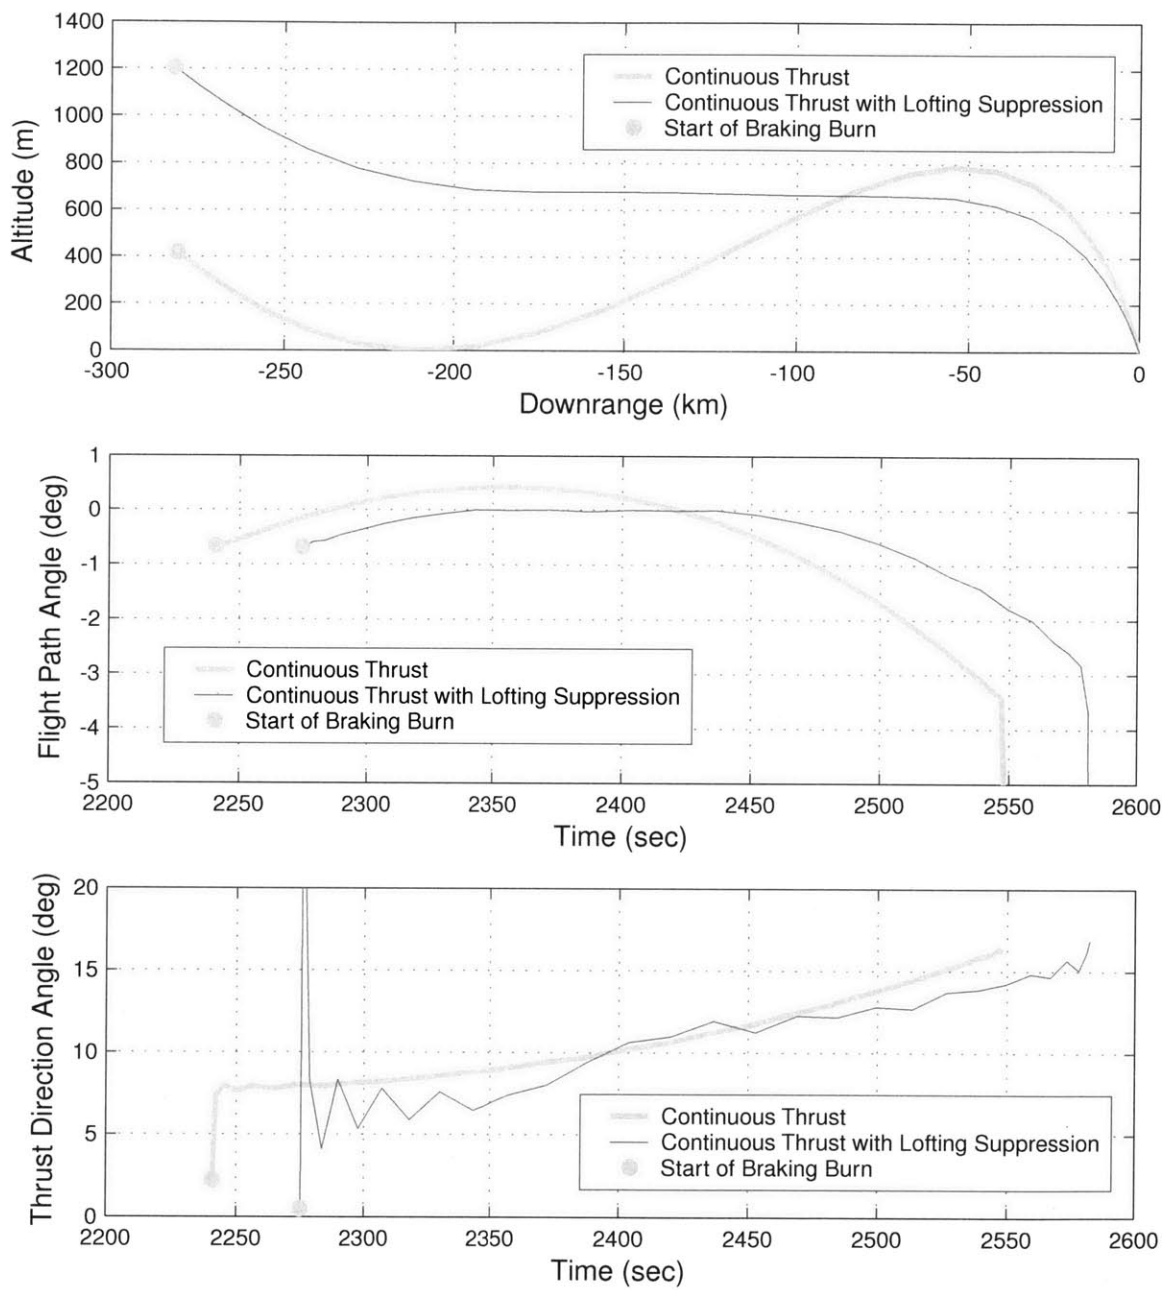 1400
1200
1000
800
600
400
200
0
Altitude (m)
Continuous Thrust
Continuous Thrust with Lofting Suppression
Start of Braking Burn
-300 -250 -200 -150 -100 -50 0
Downrange (km)
1
0
-1
-2
-3
-4
-5
Flight Path Angle (deg)
Continuous Thrust
Continuous Thrust with Lofting Suppression
Start of Braking Burn
2200 2250 2300 2350 2400 2450 2500 2550 2600
Time (sec)
20
15
10
5
0
Thrust Direction Angle (deg)
Continuous Thrust
Continuous Thrust with Lofting Suppression
Start of Braking Burn
2200 2250 2300 2350 2400 2450 2500 2550 2600
Time (sec)